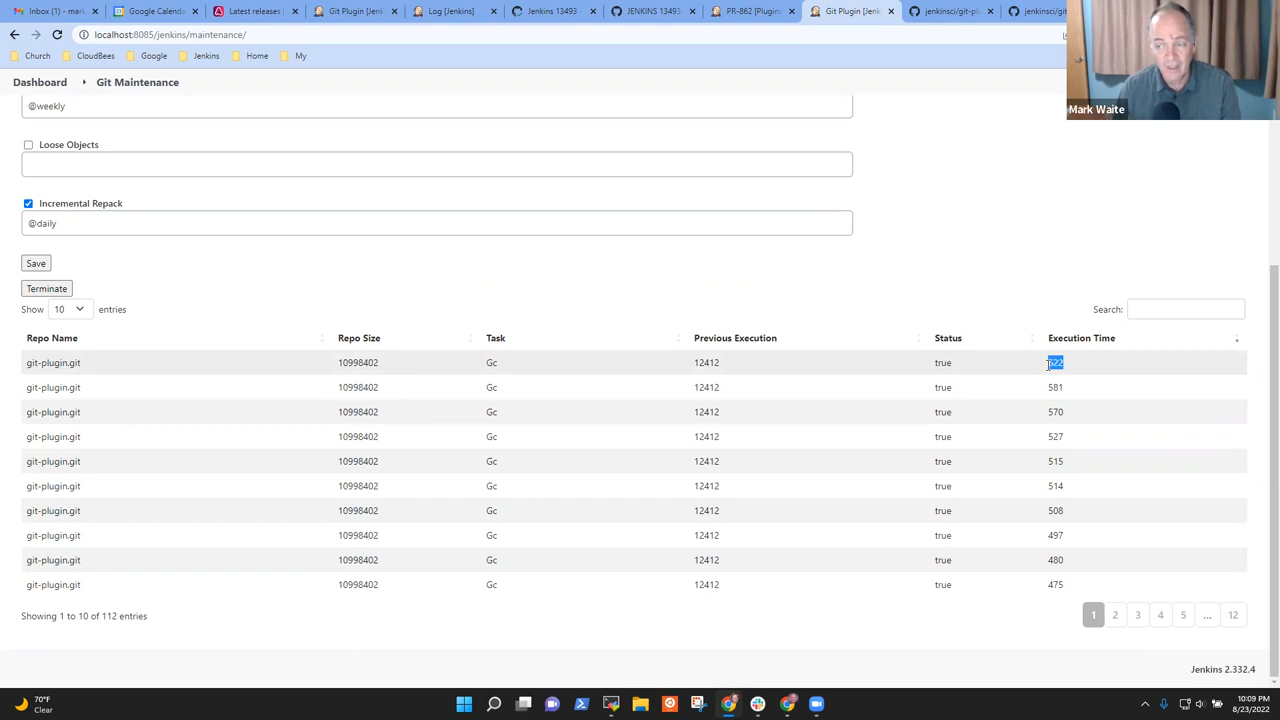 Inbox (1) - mark
Google Calenda
Latest releases
Git Plugin [Jenk
Log [Jenkins]
Jenkins 13493 -
JENKINS 13493
PR-862 [Plugins
Git Plugin [Jenk
jenkinsci/git-pl
jenkinsci/git
localhost:8085/jenkins/maintenance/
Church
CloudBees
Google
Jenkins
Home
My
Mark Waite
Dashboard
Git Maintenance
@weekly
Loose Objects
Incremental Repack
@daily
Save
Terminate
Show 10 entries
Search:
Repo Name Repo Size Task Previous Execution Status Execution Time
git-plugin.git 10998402 Gc 12412 true 622
git-plugin.git 10998402 Gc 12412 true 581
git-plugin.git 10998402 Gc 12412 true 570
git-plugin.git 10998402 Gc 12412 true 527
git-plugin.git 10998402 Gc 12412 true 515
git-plugin.git 10998402 Gc 12412 true 514
git-plugin.git 10998402 Gc 12412 true 508
git-plugin.git 10998402 Gc 12412 true 497
git-plugin.git 10998402 Gc 12412 true 480
git-plugin.git 10998402 Gc 12412 true 475
Showing 1 to 10 of 112 entries
1 2 3 4 5 ... 12
Jenkins 2.332.4
70°F
Clear
10:09 PM
8/23/2022